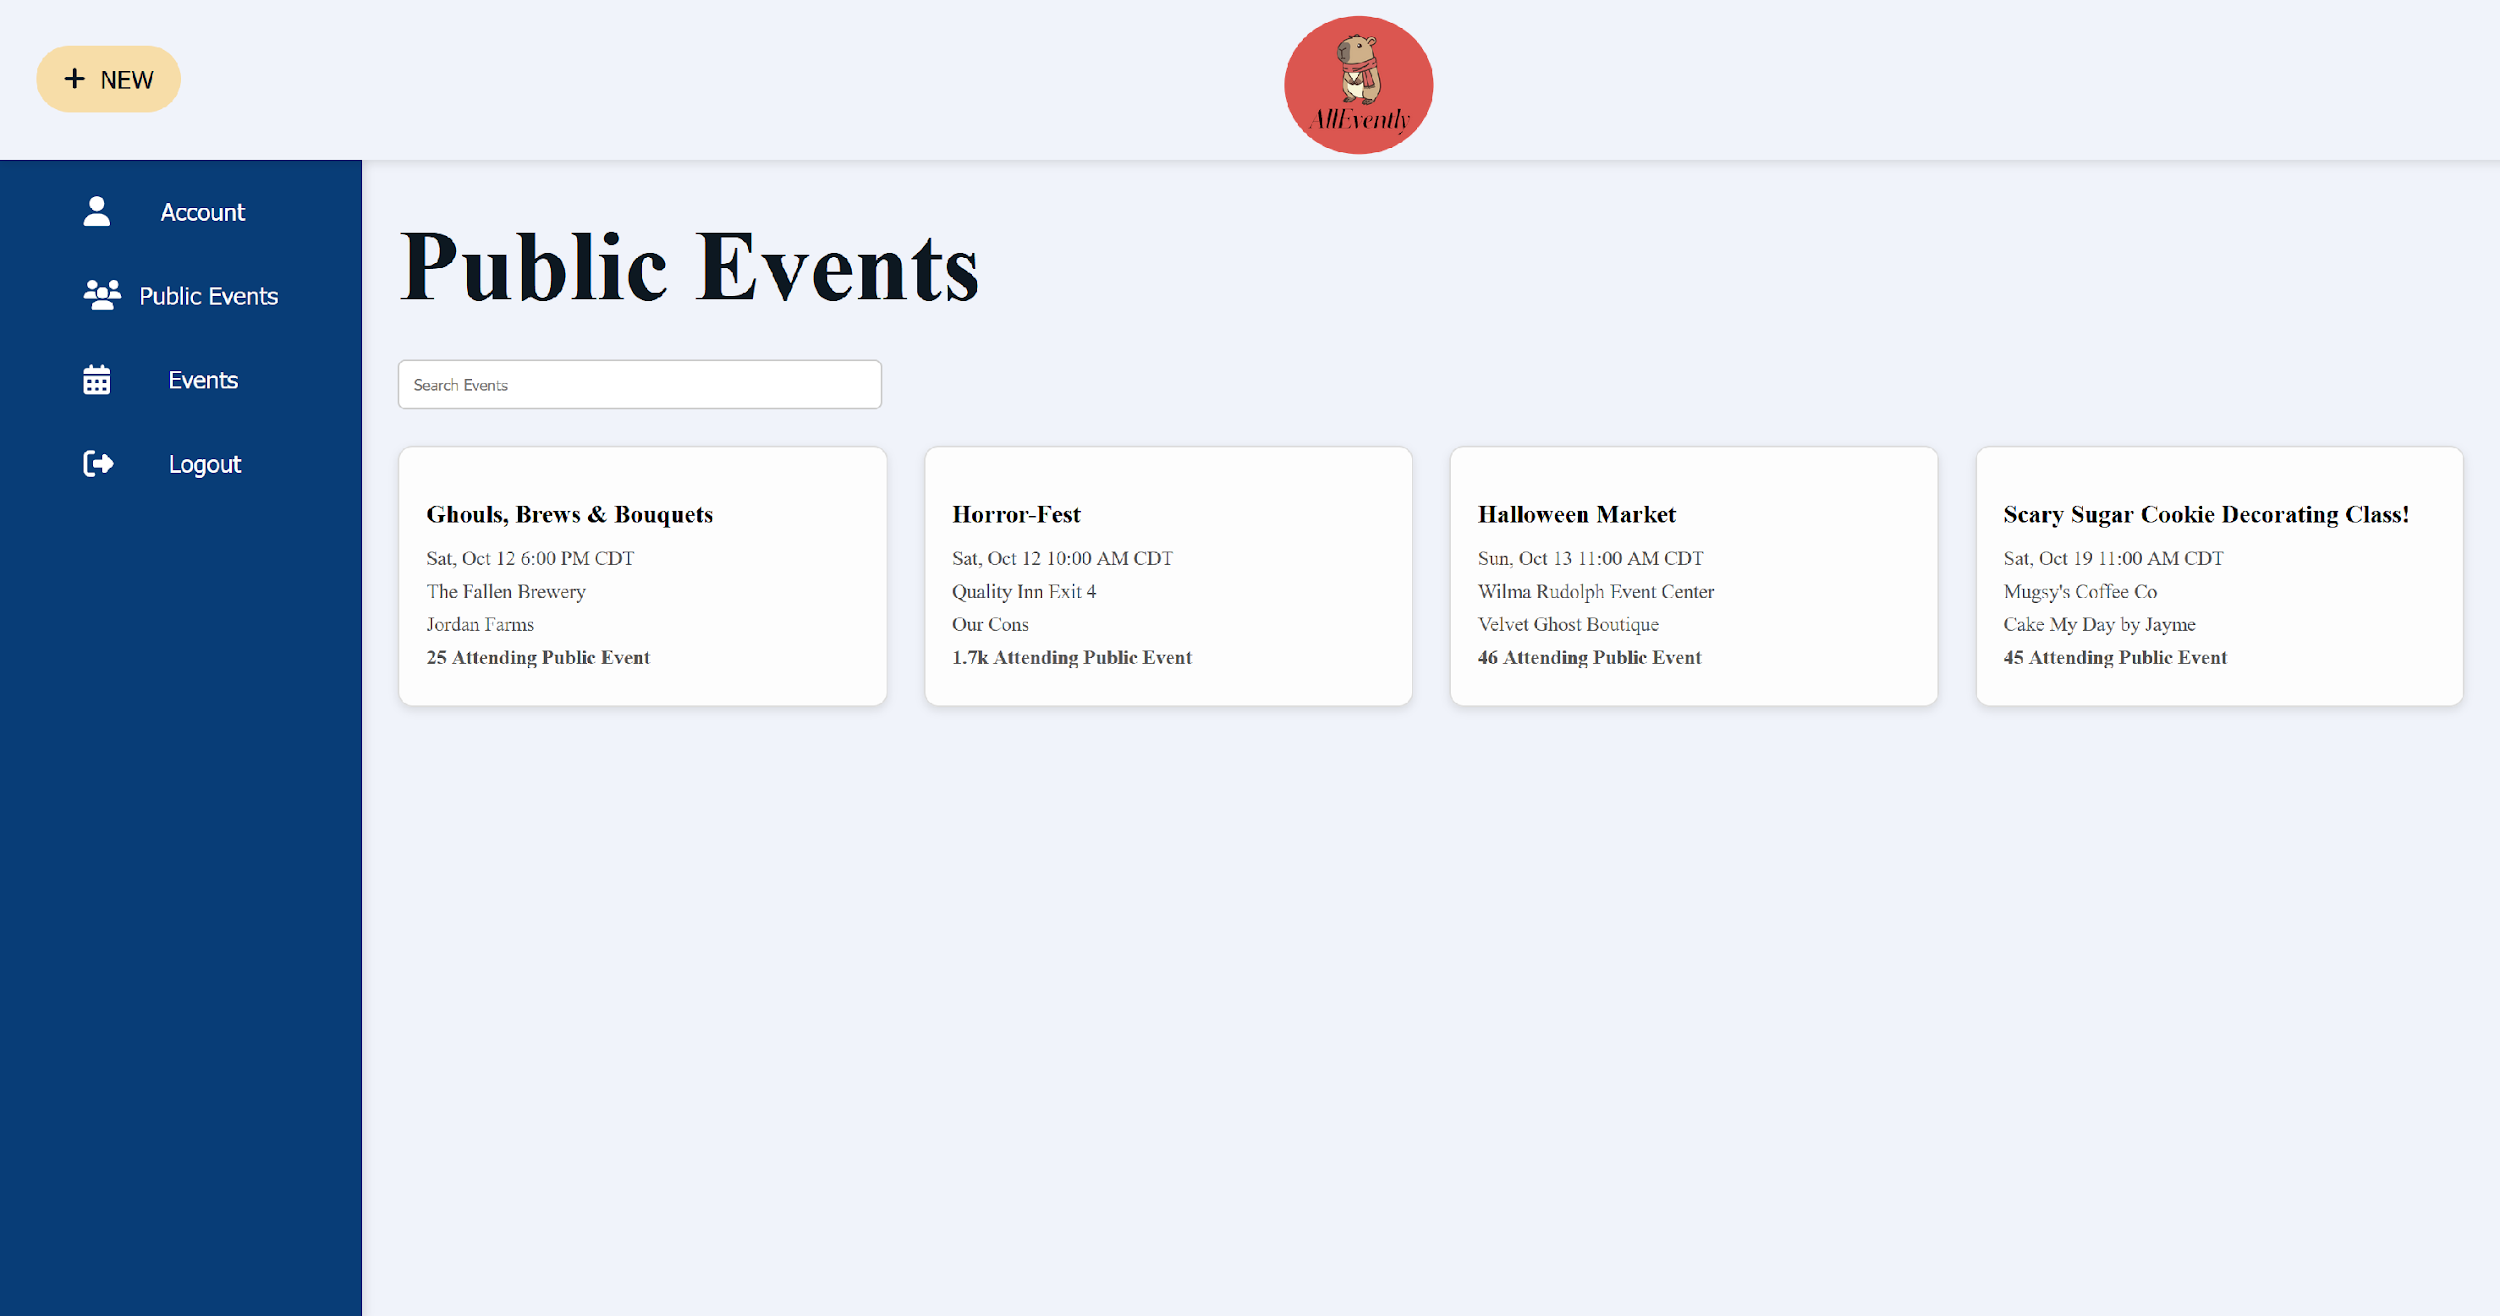 NEW
AllEvently
Account
Public Events
Events
Logout
Public Events
Search Events
Ghouls, Brews & Bouquets
Sat, Oct 12 6:00 PM CDT
The Fallen Brewery
Jordan Farms
25 Attending Public Event
Horror-Fest
Sat, Oct 12 10:00 AM CDT
Quality Inn Exit 4
Our Cons
1.7k Attending Public Event
Halloween Market
Sun, Oct 13 11:00 AM CDT
Wilma Rudolph Event Center
Velvet Ghost Boutique
46 Attending Public Event
Scary Sugar Cookie Decorating Class!
Sat, Oct 19 11:00 AM CDT
Mugsy's Coffee Co
Cake My Day by Jayme
45 Attending Public Event